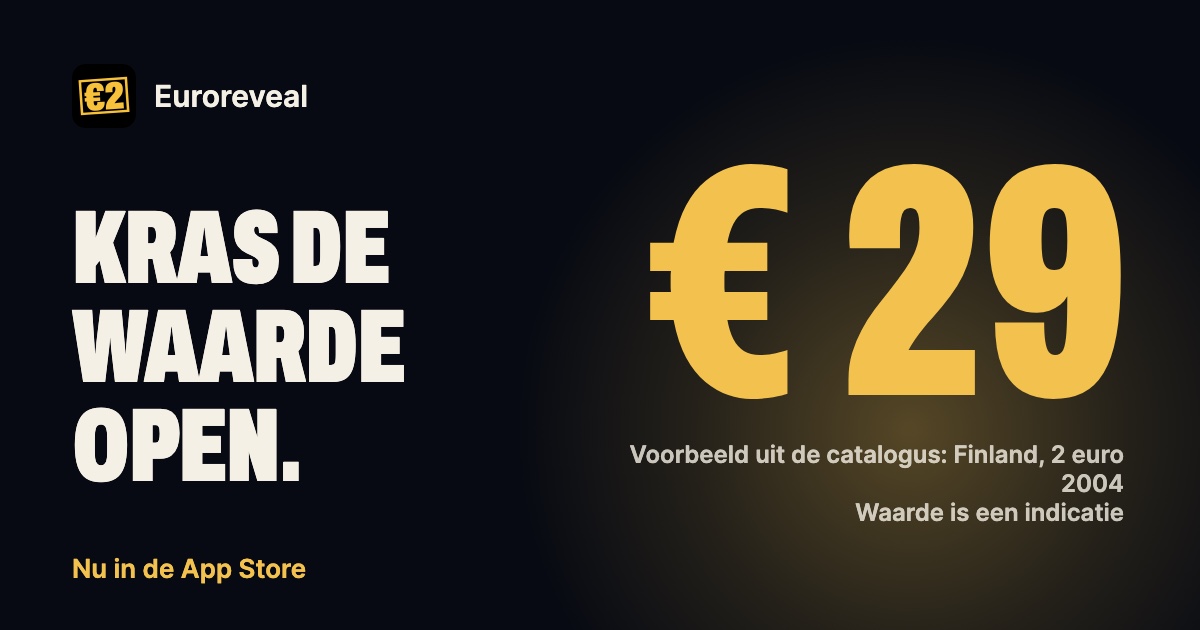 €2
Euroreveal
KRAS DE
WAARDE
OPEN.
Nu in de App Store
€ 29
Voorbeeld uit de catalogus: Finland, 2 euro
2004
Waarde is een indicatie